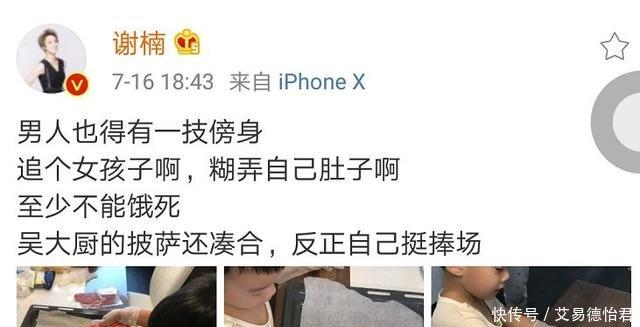 谢楠
7-16 18:43 来自 iPhone X
男人也得有一技傍身
追个女孩子啊，糊弄自己肚子啊
至少不能饿死
吴大厨的披萨还凑合，反正自己挺捧场
快传号／艾易德怡君